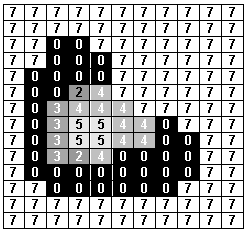 7 7 7 7 7 7 7 7 7 7 7
7 7 7 7 7 7 7 7 7 7 7
7 7 0 0 7 7 7 7 7 7 7
7 7 0 0 0 7 7 7 7 7 7
7 0 0 0 0 7 7 7 7 7 7
7 0 0 2 4 7 7 7 7 7 7
7 0 3 4 4 4 7 7 7 7 7
7 0 3 5 5 4 4 0 7 7 7
7 0 3 5 5 4 4 0 0 7 7
7 0 3 2 4 0 0 0 0 7 7
7 0 0 0 0 0 0 0 0 7 7
7 7 0 0 0 0 0 0 0 7 7
7 7 7 7 7 7 7 7 7 7 7
7 7 7 7 7 7 7 7 7 7 7